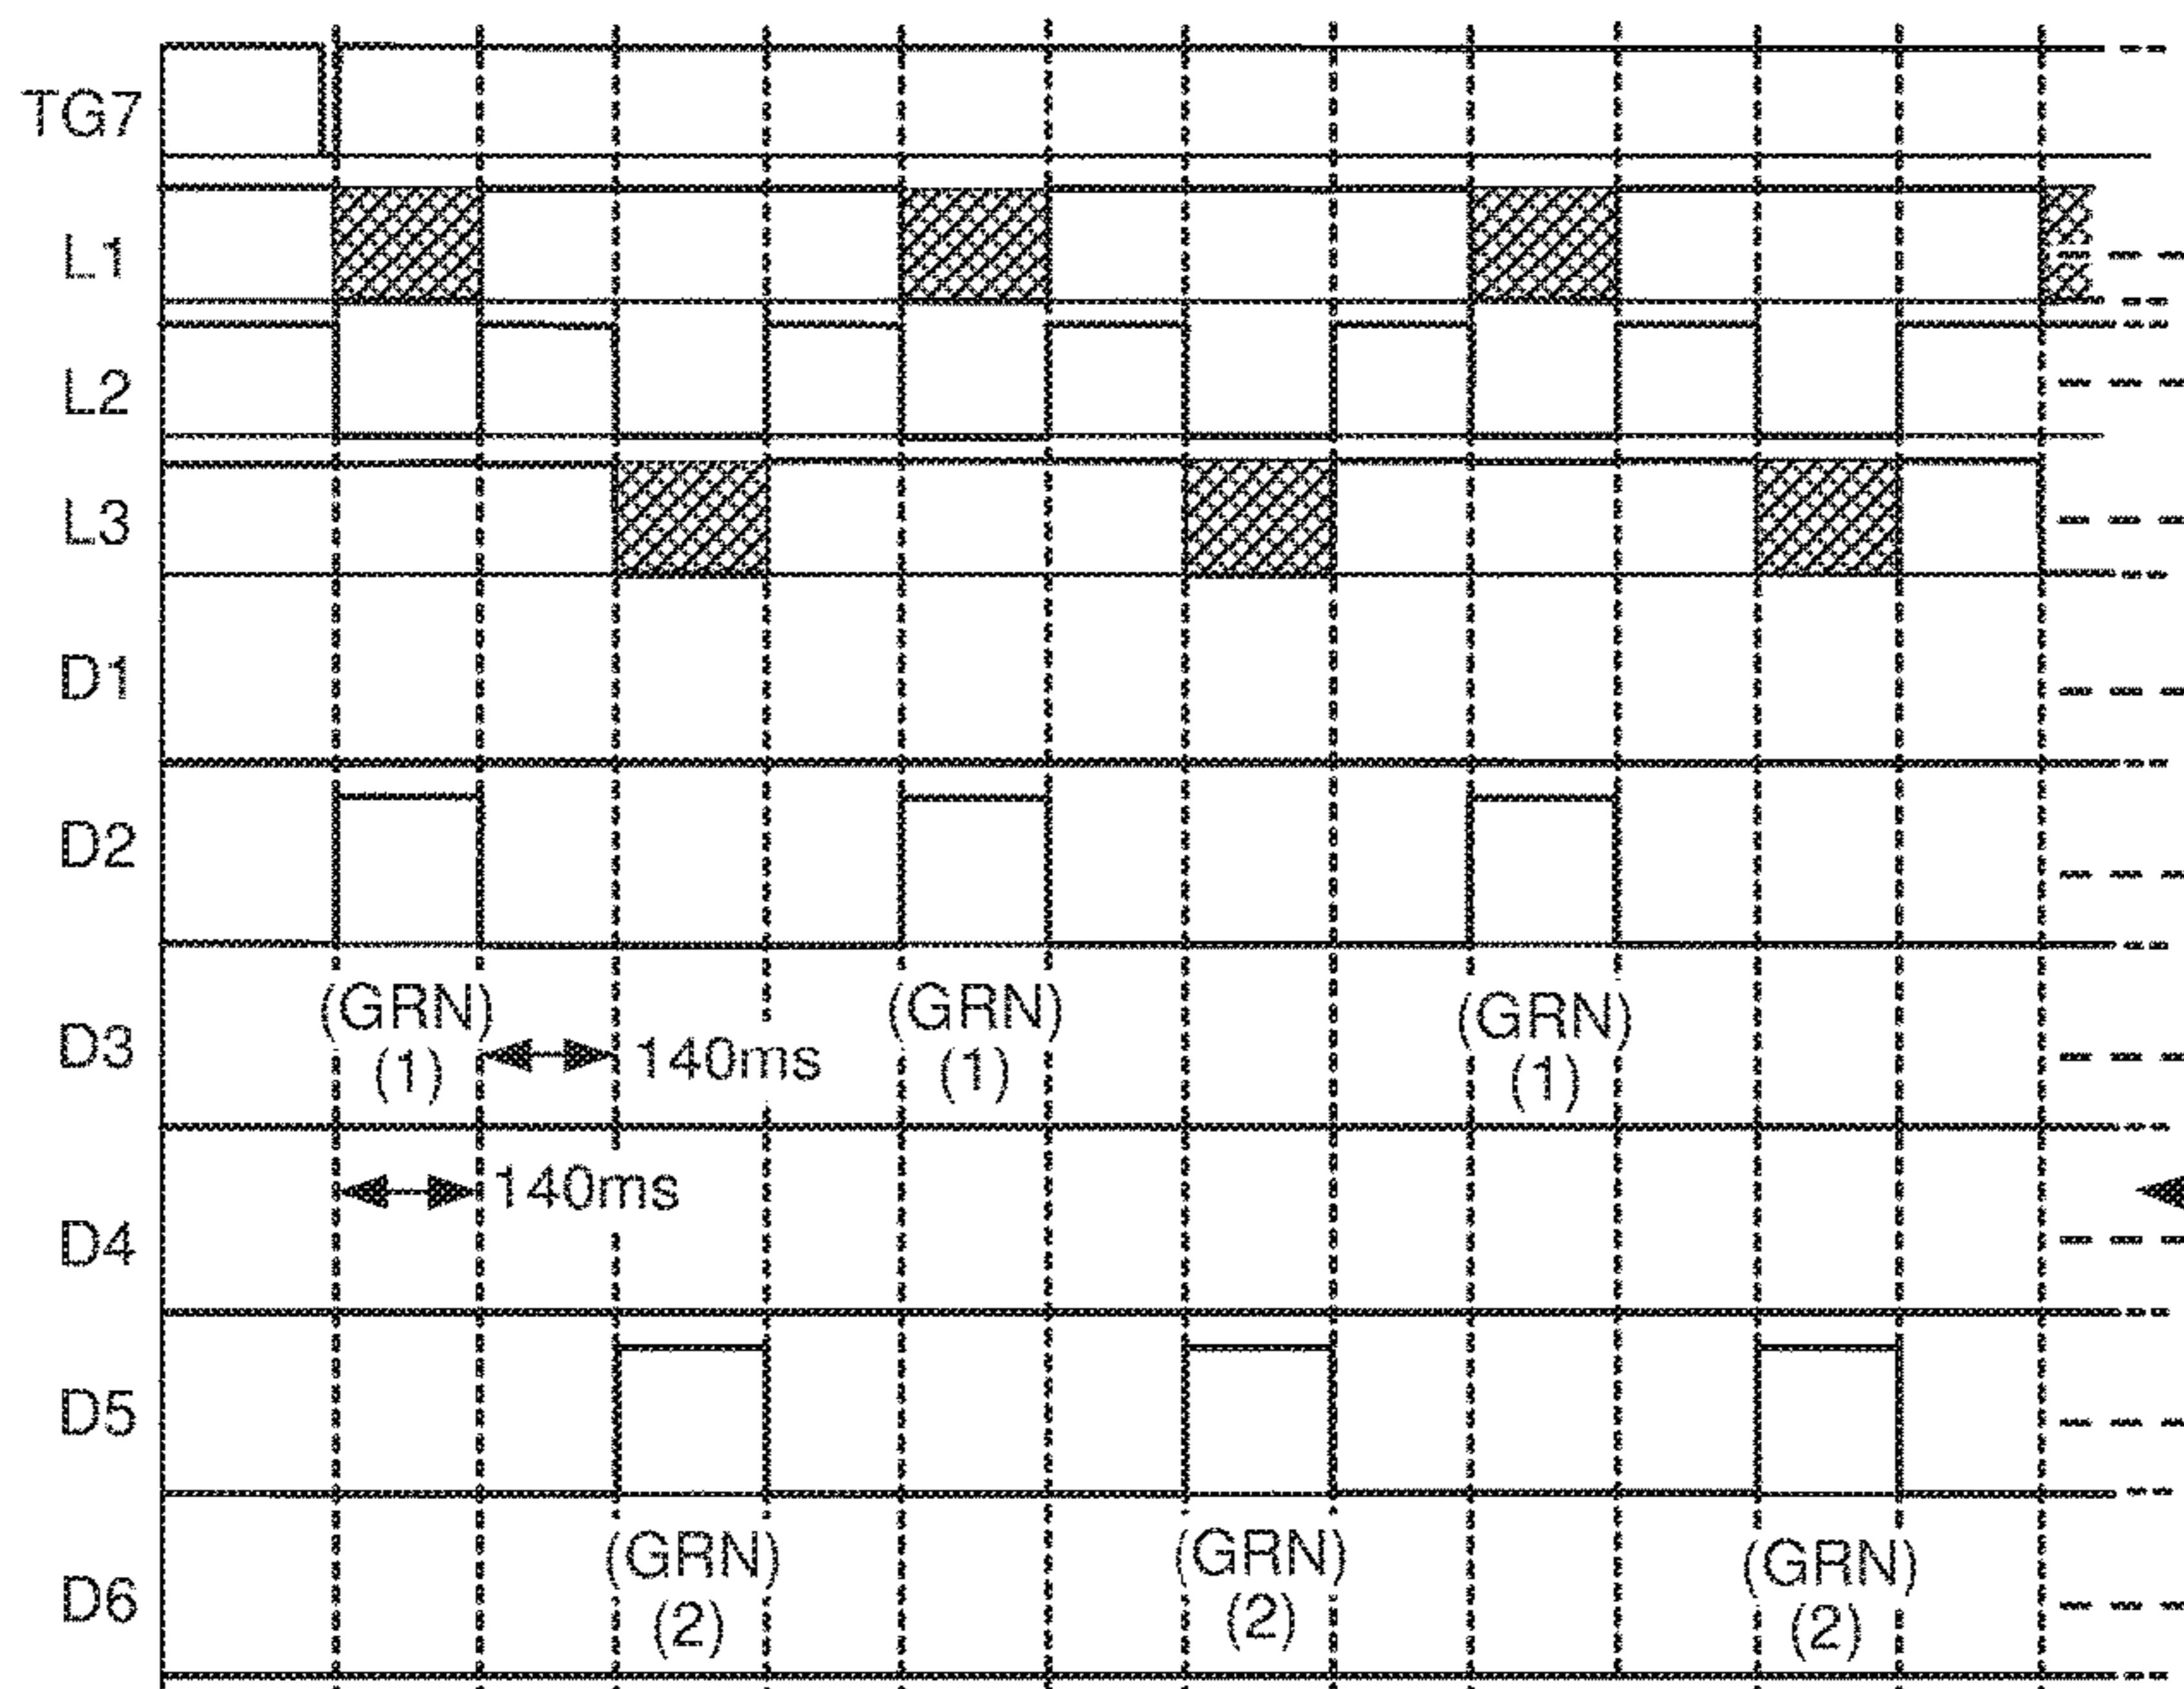 TG7
L1
L2
L3
D1
D2
D3
(GRN)
(1)
140ms
(GRN)
(1)
(GRN)
(1)
140ms
D4
D5
D6
(GRN)
(2)
(GRN)
(2)
(GRN)
(2)